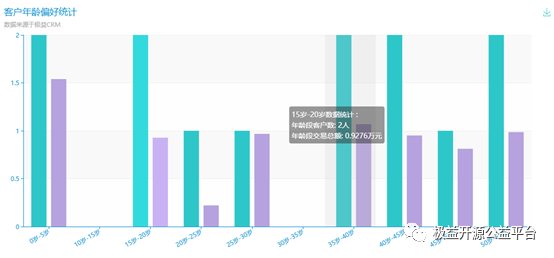 客户年龄偏好统计
数据来源于极益CRM
2
1.5
1
0.5
0
15岁-20岁数据统计：
年龄段客户数: 2人
年龄段交易总额: 0.9276万元
0岁-5岁
10岁-15岁
15岁-20岁
20岁-25岁
25岁-30岁
30岁-35岁
35岁-40岁
40岁-45岁
极益开源公益平台